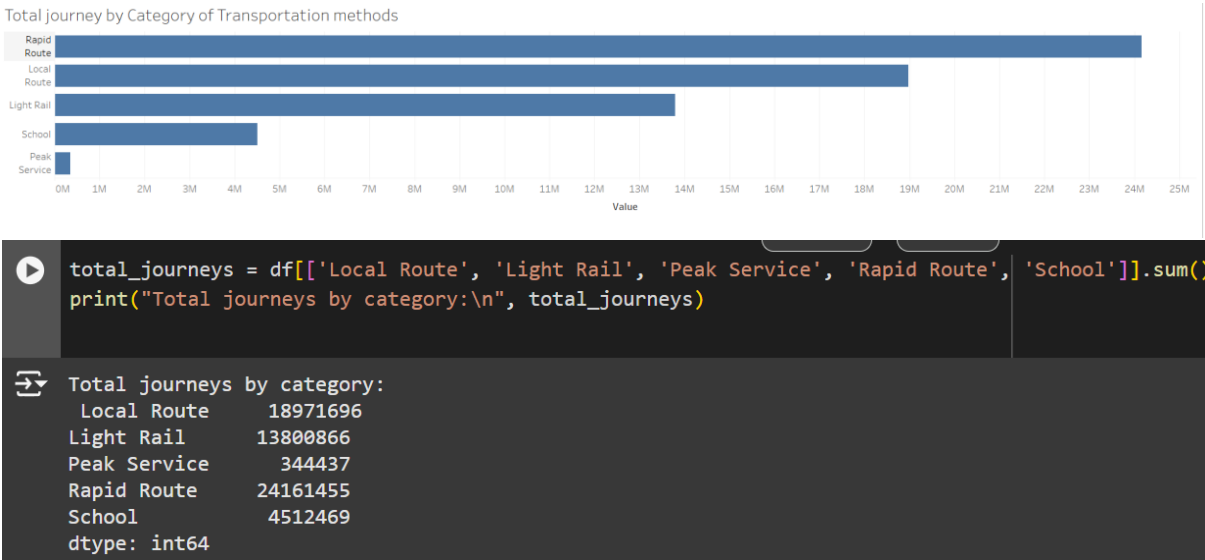 Total journey by Category of Transportation methods
Rapid
Route
Local
Route
Light Rail
School
Peak
Service
0M 1M 2M 3M 4M 5M 6M 7M 8M 9M 10M 11M 12M 13M 14M 15M 16M 17M 18M 19M 20M 21M 22M 23M 24M 25M
Value
total_journeys = df[['Local Route', 'Light Rail', 'Peak Service', 'Rapid Route', 'School']].sum()
print("Total journeys by category:\n", total_journeys)
Total journeys by category:
Local Route 18971696
Light Rail 13800866
Peak Service 344437
Rapid Route 24161455
School 4512469
dtype: int64